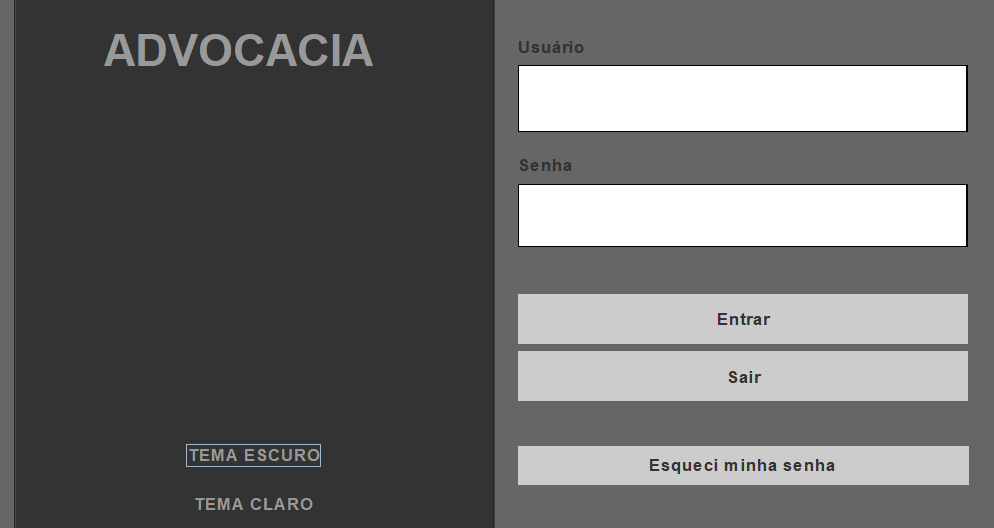 ADVOCACIA
TEMA ESCURO
TEMA CLARO
Usuário
Senha
Entrar
Sair
Esqueci minha senha